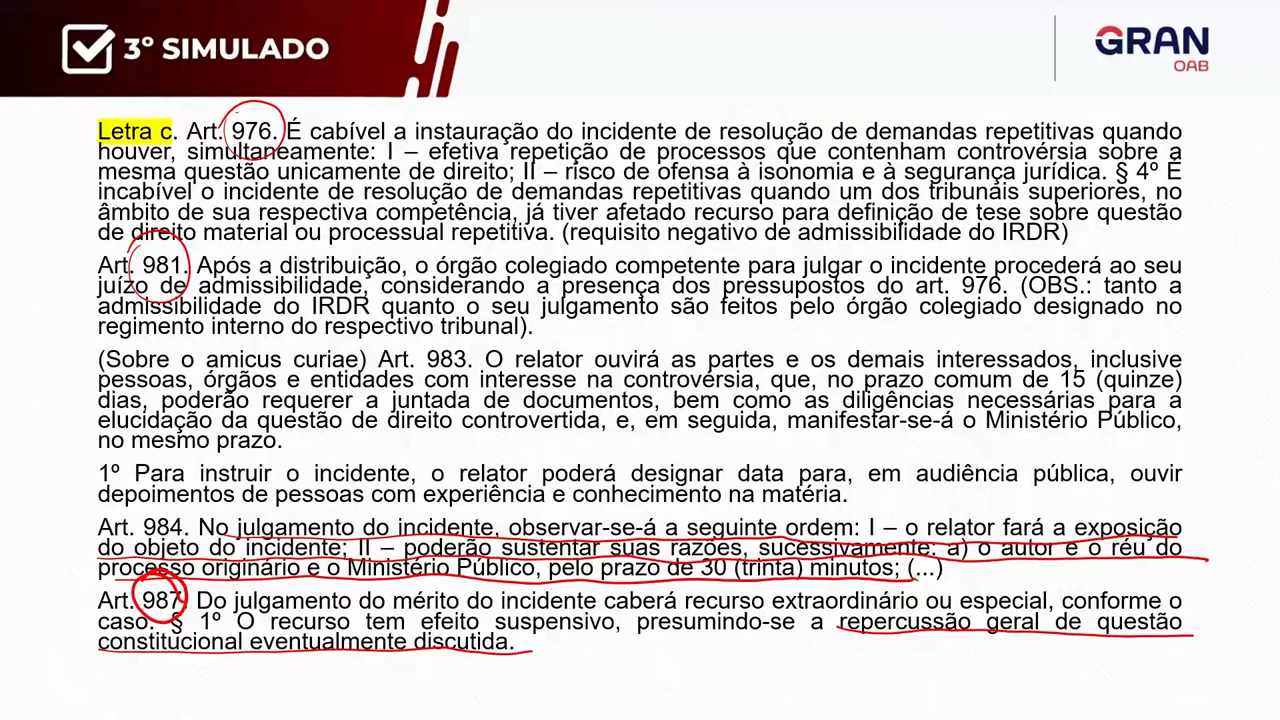 3º SIMULADO
GRAN
OAB
Letra c. Art. 976. É cabível a instauração do incidente de resolução de demandas repetitivas quando
houver, simultaneamente: I – efetiva repetição de processos que contenham controvérsia sobre a
mesma questão unicamente de direito; II – risco de ofensa à isonomia e à segurança jurídica. § 4º É
incabível o incidente de resolução de demandas repetitivas quando um dos tribunais superiores, no
âmbito de sua respectiva competência, já tiver afetado recurso para definição de tese sobre questão
de direito material ou processual repetitiva. (requisito negativo de admissibilidade do IRDR)
Art. 981. Após a distribuição, o órgão colegiado competente para julgar o incidente procederá ao seu
juízo de admissibilidade, considerando a presença dos pressupostos do art. 976. (OBS.: tanto a
admissibilidade do IRDR quanto o seu julgamento são feitos pelo órgão colegiado designado no
regimento interno do respectivo tribunal).
(Sobre o amicus curiae) Art. 983. O relator ouvirá as partes e os demais interessados, inclusive
pessoas, órgãos e entidades com interesse na controvérsia, que, no prazo comum de 15 (quinze)
dias, poderão requerer a juntada de documentos, bem como as diligências necessárias para a
elucidação da questão de direito controvertida, e, em seguida, manifestar-se-á o Ministério Público,
no mesmo prazo.
1º Para instruir o incidente, o relator poderá designar data para, em audiência pública, ouvir
depoimentos de pessoas com experiência e conhecimento na matéria.
Art. 984. No julgamento do incidente, observar-se-á a seguinte ordem: I – o relator fará a exposição
do objeto do incidente; II – poderão sustentar suas razões, sucessivamente: a) o autor e o réu do
processo originário e o Ministério Público, pelo prazo de 30 (trinta) minutos; (...)
Art. 987. Do julgamento do mérito do incidente caberá recurso extraordinário ou especial, conforme o
caso. § 1º O recurso tem efeito suspensivo, presumindo-se a repercussão geral de questão
constitucional eventualmente discutida.